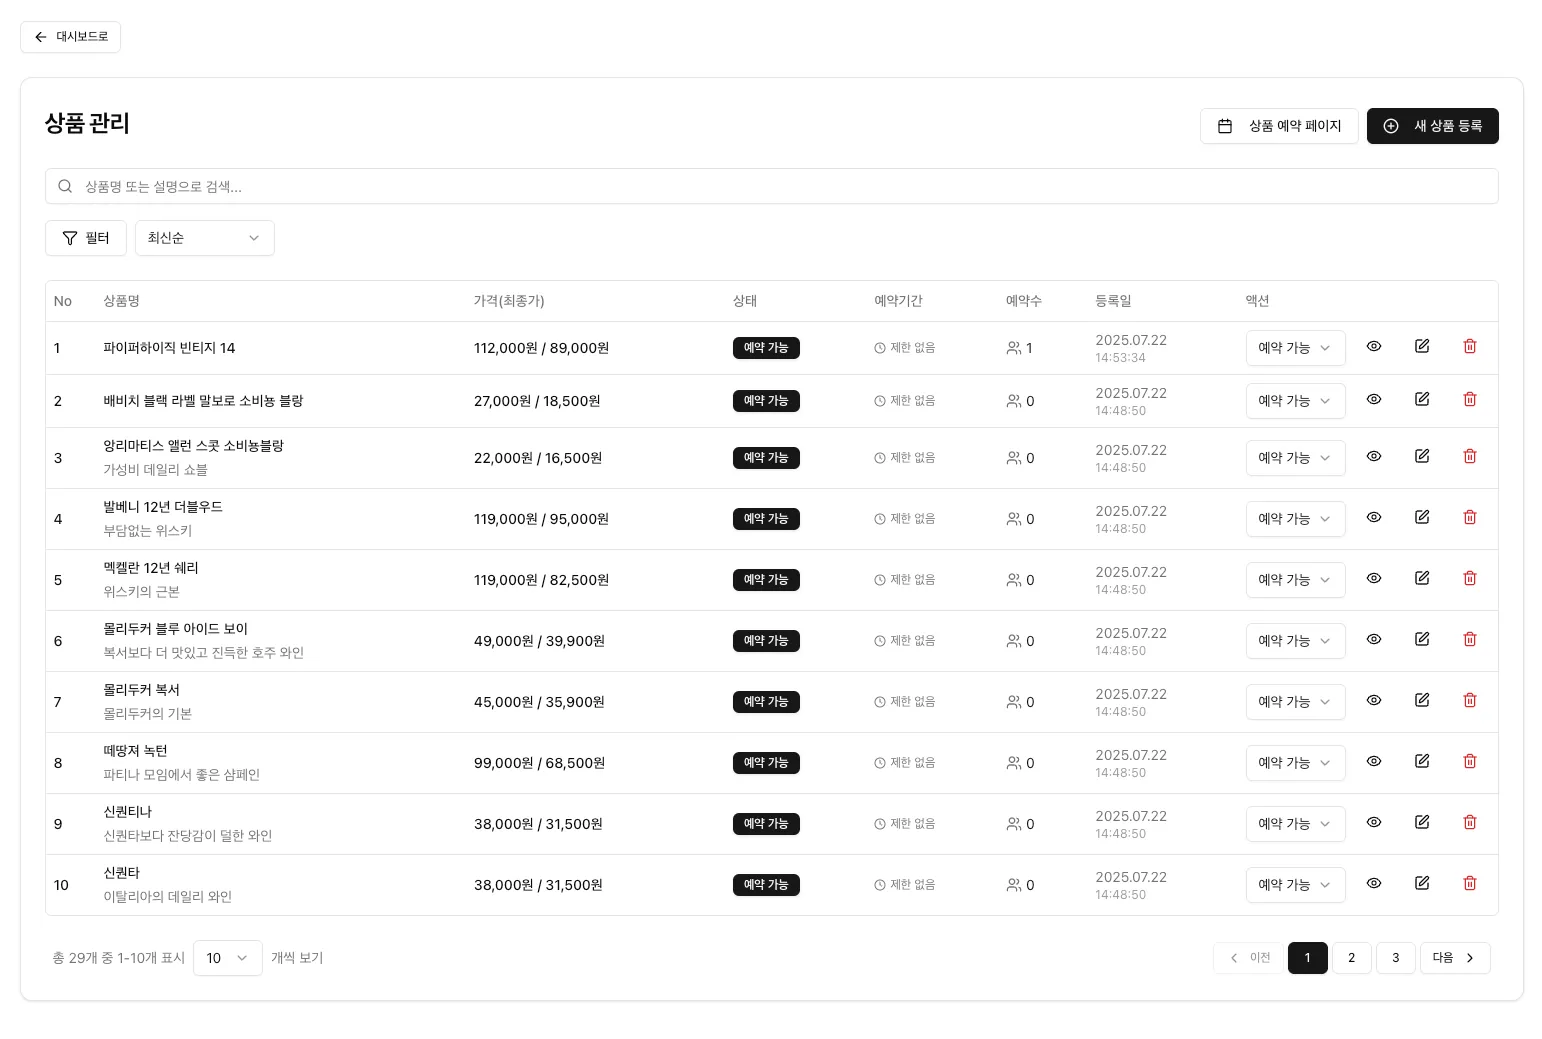 대시보드로
상품 관리
상품 예약 페이지
새 상품 등록
상품명 또는 설명으로 검색...
필터
최신순
No 상품명 가격(최종가) 상태 예약기간 예약수 등록일 액션
1 파이퍼하이직 빈티지 14 112,000원 / 89,000원 예약 가능 제한 없음 1 2025.07.22 예약 가능
14:53:34
2 배비치 블랙 라벨 말보로 소비뇽 블랑 27,000원 / 18,500원 예약 가능 제한 없음 0 2025.07.22 예약 가능
14:48:50
3 앙리마티스 앨런 스콧 소비뇽블랑 22,000원 / 16,500원 예약 가능 제한 없음 0 2025.07.22 예약 가능
가성비 데일리 쇼블 14:48:50
4 발베니 12년 더블우드 119,000원 / 95,000원 예약 가능 제한 없음 0 2025.07.22 예약 가능
부담없는 위스키 14:48:50
5 멕켈란 12년 쉐리 119,000원 / 82,500원 예약 가능 제한 없음 0 2025.07.22 예약 가능
위스키의 근본 14:48:50
6 몰리두커 블루 아이드 보이 49,000원 / 39,900원 예약 가능 제한 없음 0 2025.07.22 예약 가능
복서보다 더 맛있고 진득한 호주 와인 14:48:50
7 몰리두커 복서 45,000원 / 35,900원 예약 가능 제한 없음 0 2025.07.22 예약 가능
몰리두커의 기본 14:48:50
8 떼땅져 녹턴 99,000원 / 68,500원 예약 가능 제한 없음 0 2025.07.22 예약 가능
파티나 모임에서 좋은 샴페인 14:48:50
9 신퀀티나 38,000원 / 31,500원 예약 가능 제한 없음 0 2025.07.22 예약 가능
신퀀타보다 잔당감이 덜한 와인 14:48:50
10 신퀀타 38,000원 / 31,500원 예약 가능 제한 없음 0 2025.07.22 예약 가능
이탈리아의 데일리 와인 14:48:50
총 29개 중 1-10개 표시 10 개씩 보기
이전 1 2 3 다음